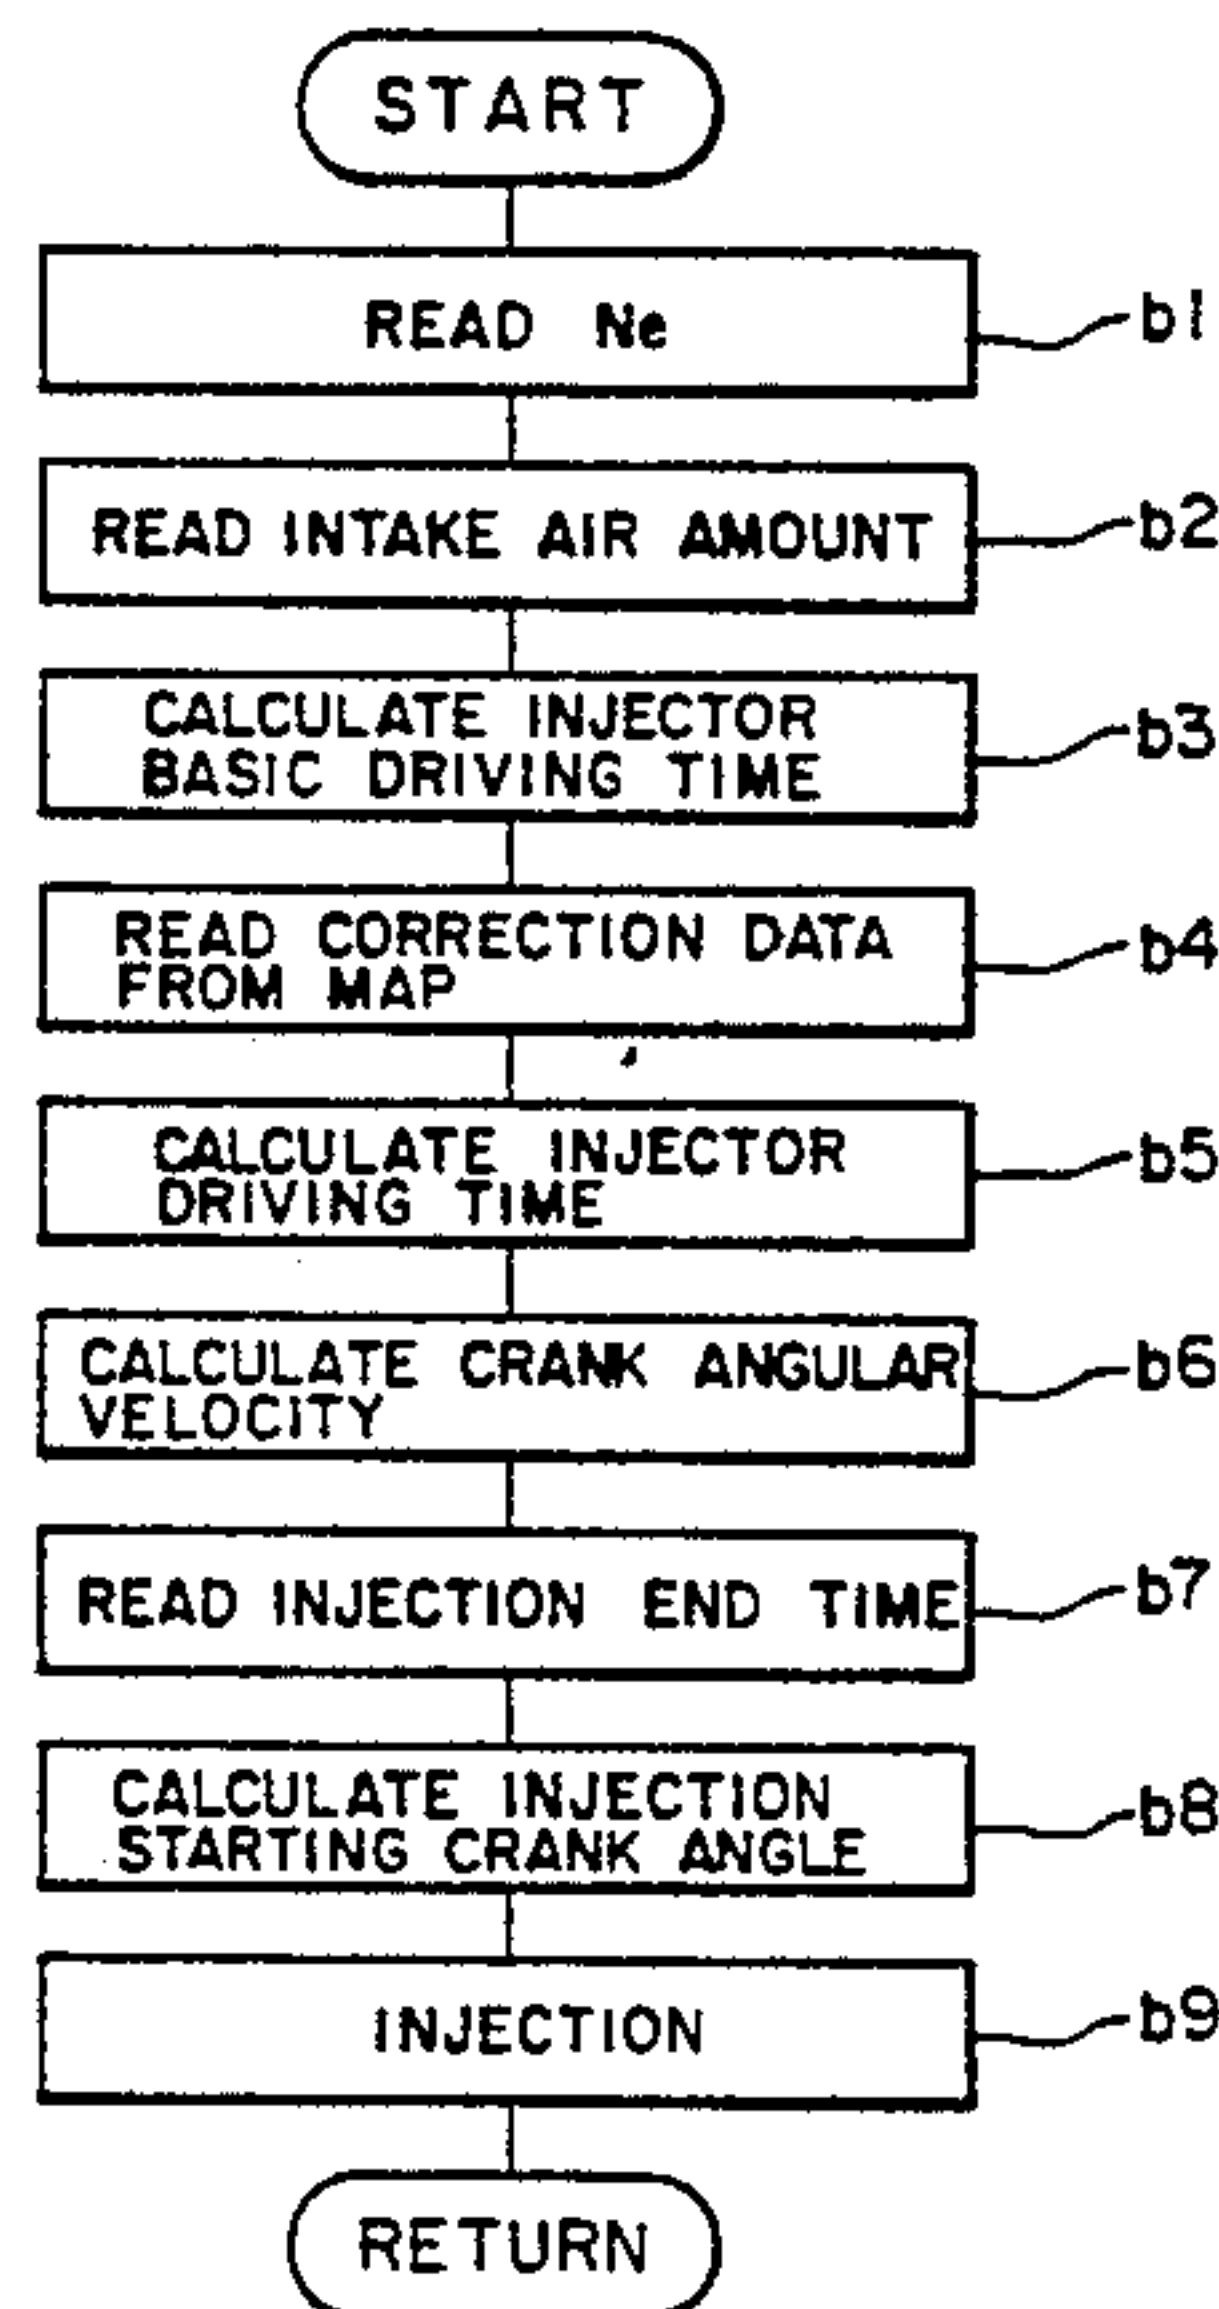 START
READ Ne
b1
READ INTAKE AIR AMOUNT
b2
CALCULATE INJECTOR
BASIC DRIVING TIME
b3
READ CORRECTION DATA
FROM MAP
b4
CALCULATE INJECTOR
DRIVING TIME
b5
CALCULATE CRANK ANGULAR
VELOCITY
b6
READ INJECTION END TIME
b7
CALCULATE INJECTION
STARTING CRANK ANGLE
b8
INJECTION
b9
RETURN